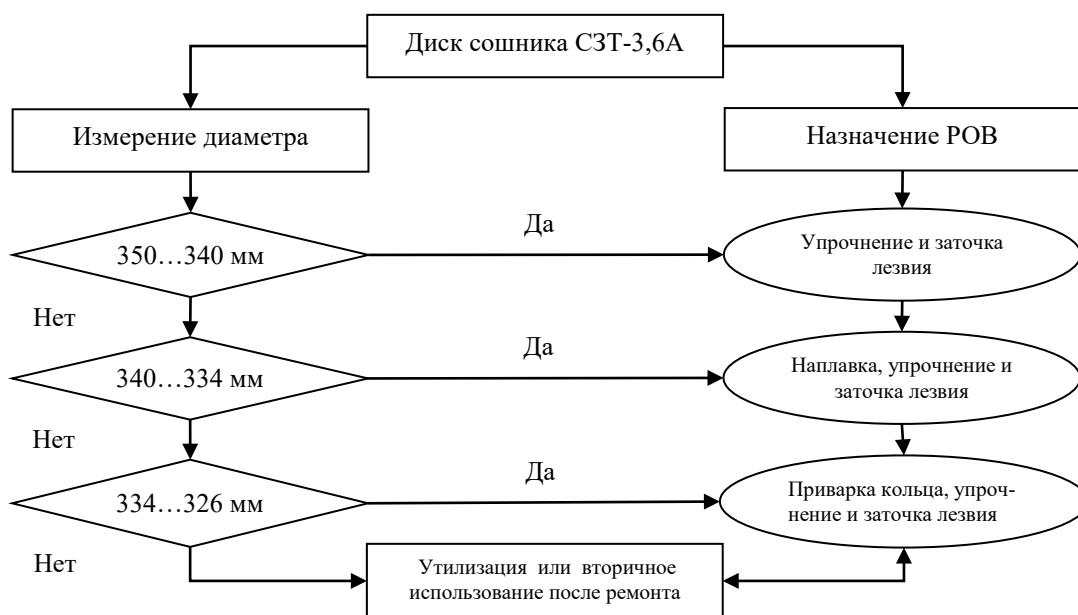 Диск сошника СЗТ-3,6А
Измерение диаметра
Назначение РОВ
350…340 мм
Да
Упрочнение и заточка
лезвия
Нет
340…334 мм
Да
Наплавка, упрочнение и
заточка лезвия
Нет
334…326 мм
Да
Приварка кольца, упроч-
нение и заточка лезвия
Нет
Утилизация или вторичное
использование после ремонта